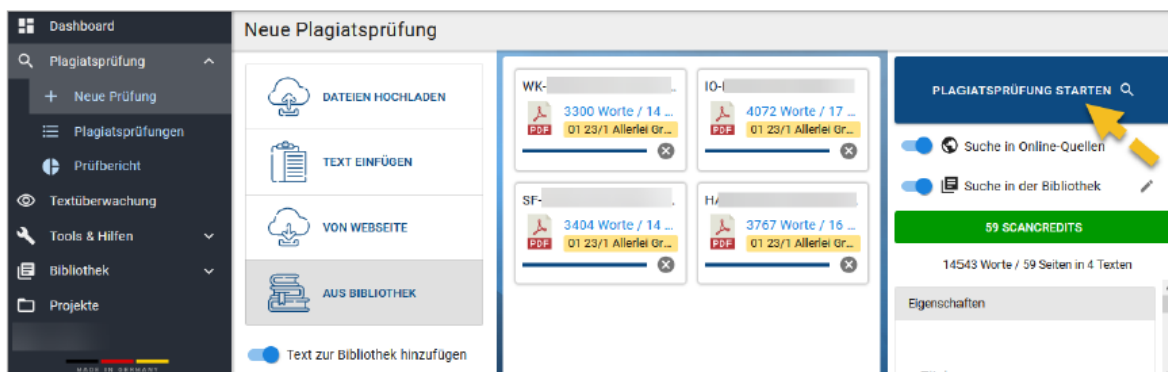 Dashboard
Plagiatsprüfung
Neue Prüfung
Plagiatsprüfungen
Prüfbericht
Textüberwachung
Tools & Hilfen
Bibliothek
Projekte
MADE IN GERMANY
Neue Plagiatsprüfung
DATEIEN HOCHLADEN
TEXT EINFÜGEN
VON WEBSEITE
AUS BIBLIOTHEK
Text zur Bibliothek hinzufügen
WK-
PDF
3300 Worte / 14 ...
01 23/1 Allerlei Gr...
IO-
PDF
4072 Worte / 17 ...
01 23/1 Allerlei Gr...
SF-
PDF
3404 Worte / 14 ...
01 23/1 Allerlei Gr...
PDF
3767 Worte / 16 ...
01 23/1 Allerlei Gr...
PLAGIATSPRÜFUNG STARTEN
Suche in Online-Quellen
Suche in der Bibliothek
59 SCANCREDITS
14543 Worte / 59 Seiten in 4 Texten
Eigenschaften